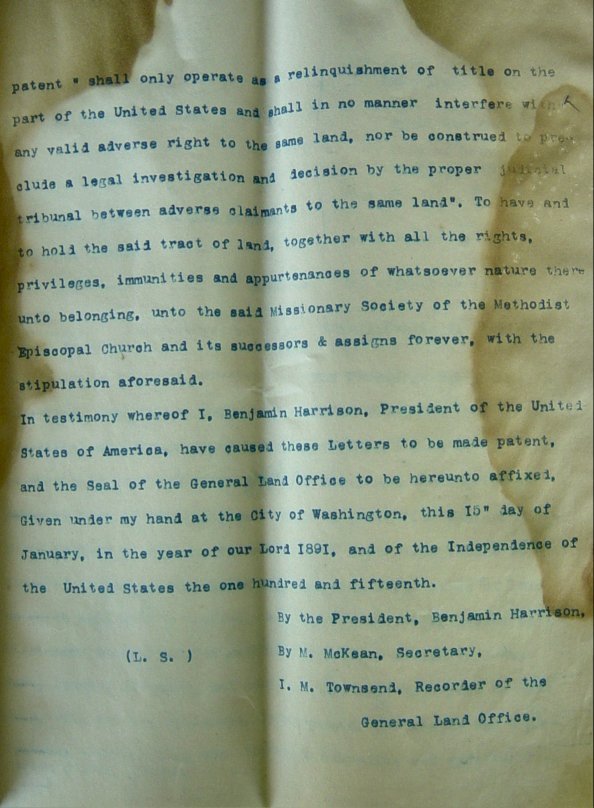 patent " shall only operate as a relinquishment of title on the
part of the United States and shall in no manner interfere with
any valid adverse right to the same land, nor be construed to pre-
clude a legal investigation and decision by the proper judicial
tribunal between adverse claimants to the same land". To have and
to hold the said tract of land, together with all the rights,
privileges, immunities and appurtenances of whatsoever nature there
unto belonging, unto the said Missionary Society of the Methodist
Episcopal Church and its successors & assigns forever, with the
stipulation aforesaid.
In testimony whereof I, Benjamin Harrison, President of the United
States of America, have caused these Letters to be made patent,
and the Seal of the General Land Office to be hereunto affixed,
Given under my hand at the City of Washington, this 15" day of
January, in the year of our Lord 1891, and of the Independence of
the United States the one hundred and fifteenth.
By the President, Benjamin Harrison,
By M. McKean, Secretary,
(L. S. )
I. M. Townsend, Recorder of the
General Land Office.